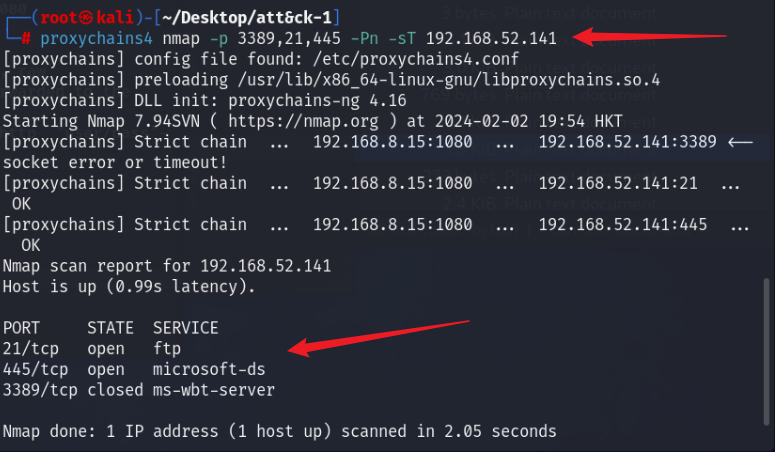 (root㉿kali)-[~/Desktop/att&ck-1]
# proxychains4 nmap -p 3389,21,445 -Pn -sT 192.168.52.141
[proxychains] config file found: /etc/proxychains4.conf
[proxychains] preloading /usr/lib/x86_64-linux-gnu/libproxychains.so.4
[proxychains] DLL init: proxychains-ng 4.16
Starting Nmap 7.94SVN ( https://nmap.org ) at 2024-02-02 19:54 HKT
[proxychains] Strict chain  ...  192.168.8.15:1080  ...  192.168.52.141:3389 <--
socket error or timeout!
[proxychains] Strict chain  ...  192.168.8.15:1080  ...  192.168.52.141:21  ...
OK
[proxychains] Strict chain  ...  192.168.8.15:1080  ...  192.168.52.141:445  ...
OK
Nmap scan report for 192.168.52.141
Host is up (0.99s latency).
PORT     STATE  SERVICE
21/tcp   open   ftp
445/tcp  open   microsoft-ds
3389/tcp closed ms-wbt-server
Nmap done: 1 IP address (1 host up) scanned in 2.05 seconds